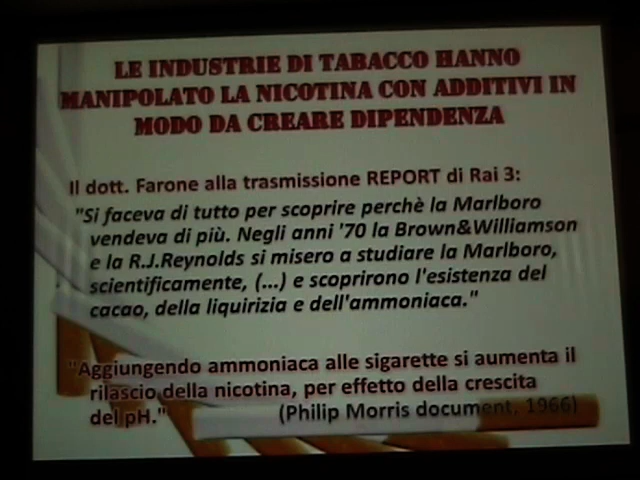 LE INDUSTRIE DI TABACCO HANNO
MANIPOLATO LA NICOTINA CON ADDITIVI IN
MODO DA CREARE DIPENDENZA
Il dott. Farone alla trasmissione REPORT di Rai 3:
"Si faceva di tutto per scoprire perchè la Marlboro
vendeva di più. Negli anni '70 la Brown&Williamson
e la R.J.Reynolds si misero a studiare la Marlboro,
scientificamente, (...) e scoprirono l'esistenza del
cacao, della liquirizia e dell'ammoniaca."
"Aggiungendo ammoniaca alle sigarette si aumenta il
rilascio della nicotina, per effetto della crescita
del pH." (Philip Morris document, 1966)